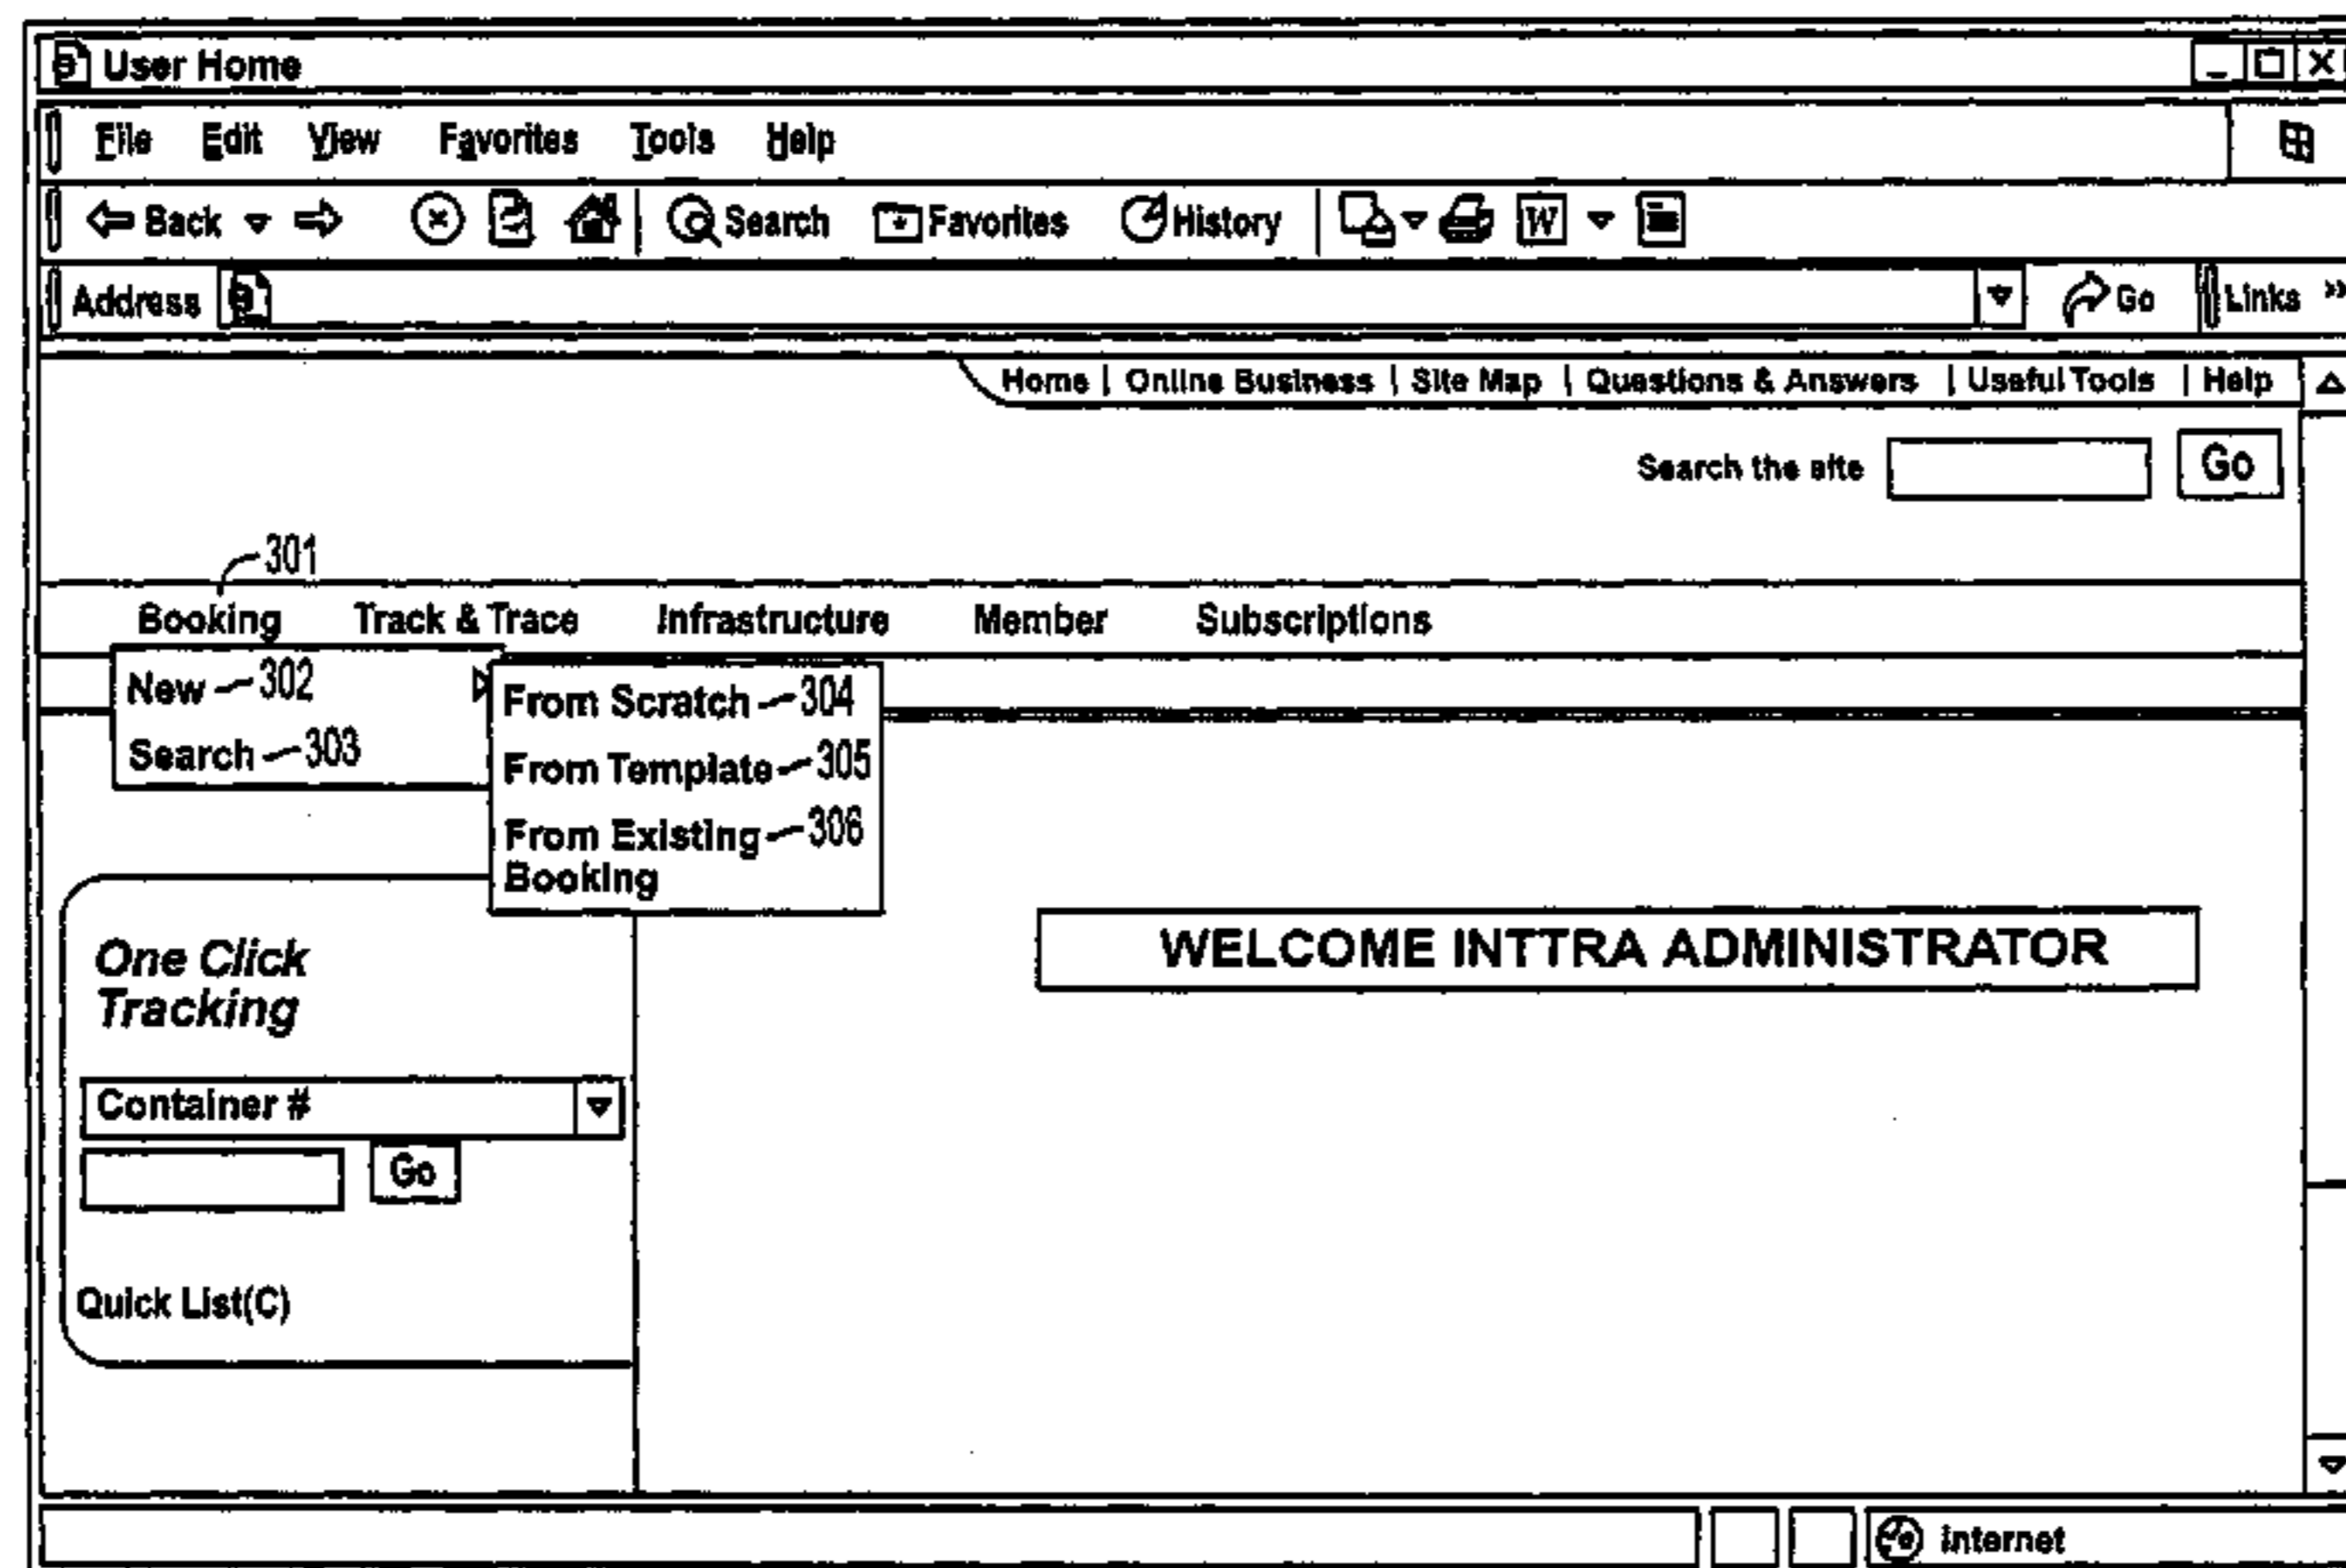 User Home
File Edit View Favorites Tools Help
Back Search Favorites History W
Address Go Links »
Home | Online Business | Site Map | Questions & Answers | Useful Tools | Help
Search the site Go
301
Booking Track & Trace Infrastructure Member Subscriptions
New 302
Search 303
From Scratch 304
From Template 305
From Existing 306
Booking
WELCOME INTTRA ADMINISTRATOR
One Click
Tracking
Container #
Go
Quick List(C)
Internet